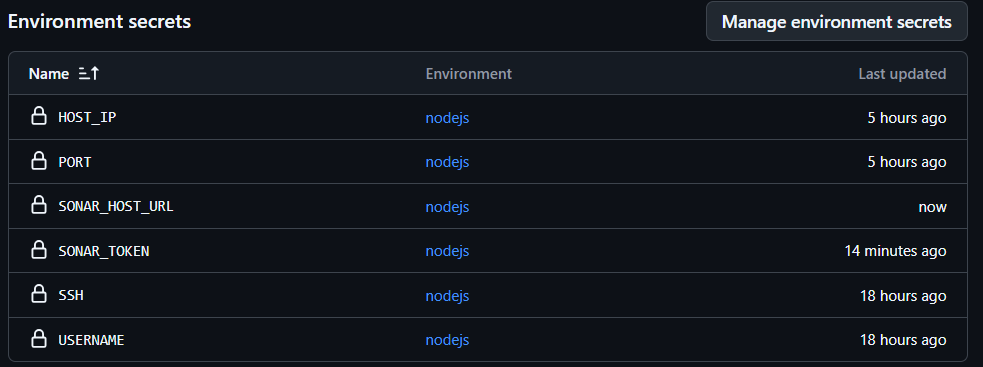 Environment secrets
Manage environment secrets
Name Environment Last updated
HOST_IP nodejs 5 hours ago
PORT nodejs 5 hours ago
SONAR_HOST_URL nodejs now
SONAR_TOKEN nodejs 14 minutes ago
SSH nodejs 18 hours ago
USERNAME nodejs 18 hours ago